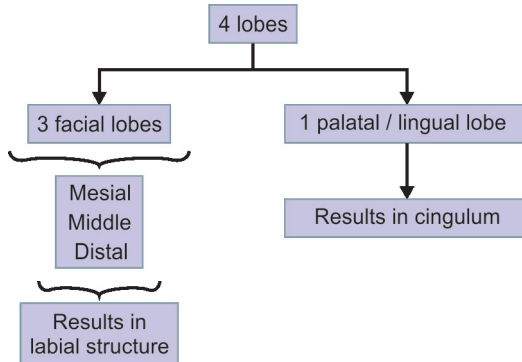 4 lobes
3 facial lobes
1 palatal / lingual lobe
Mesial
Middle
Distal
Results in cingulum
Results in
labial structure